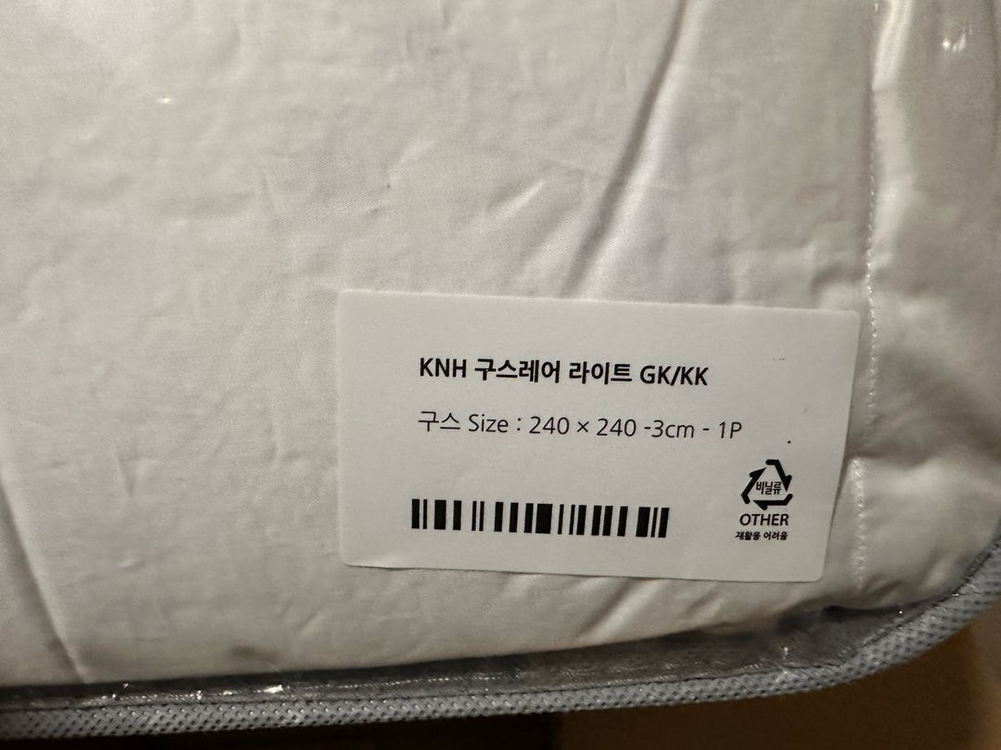 KNH 구스레어 라이트 GK/KK
구스 Size : 240 × 240 -3cm - 1P
비닐류
OTHER
재활용 어려움